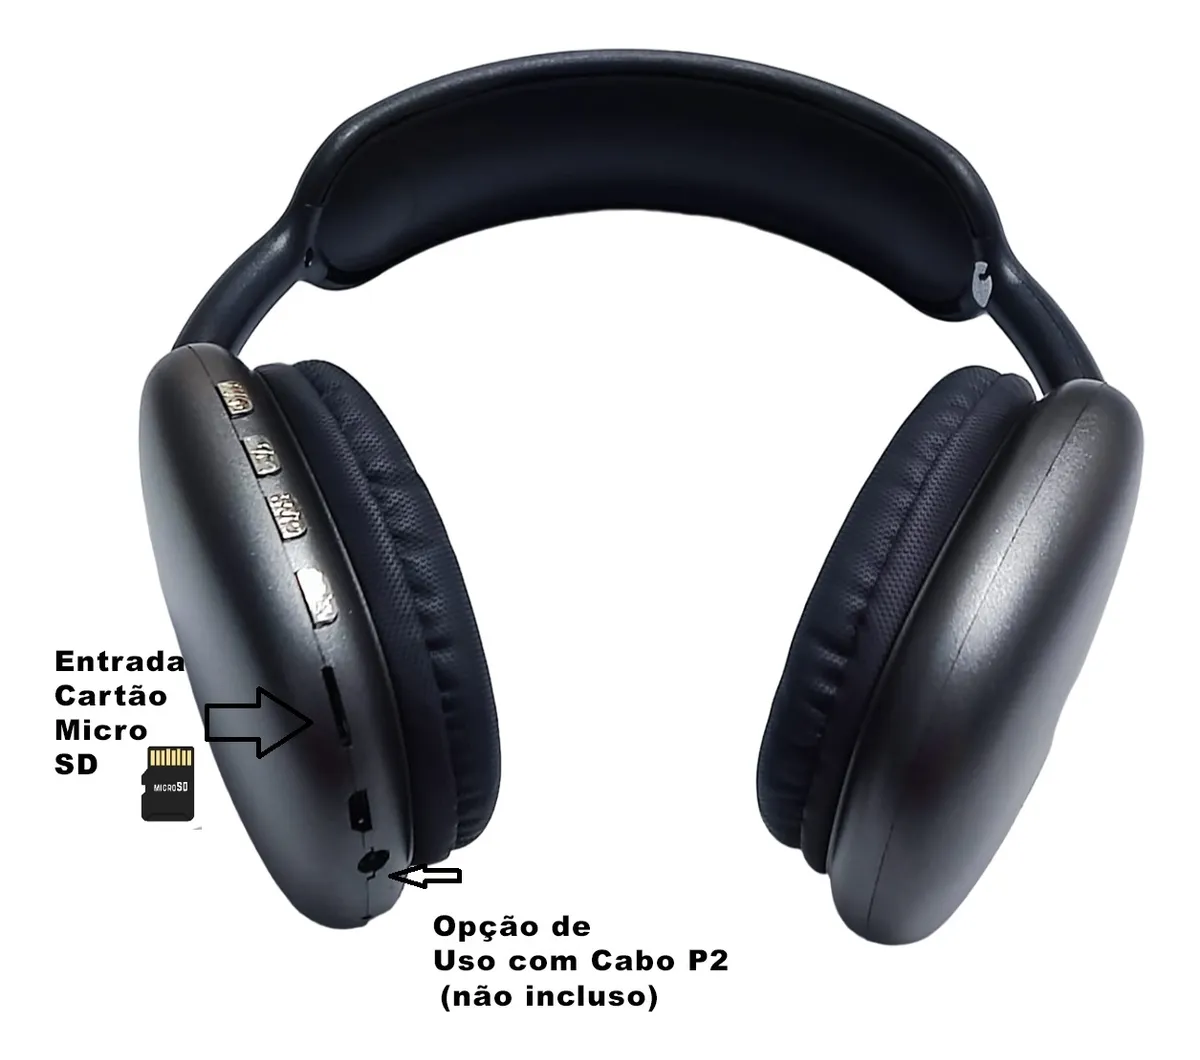 Entrada
Cartão
Micro
SD
MICROSD
Opção de
Uso com Cabo P2
(não incluso)